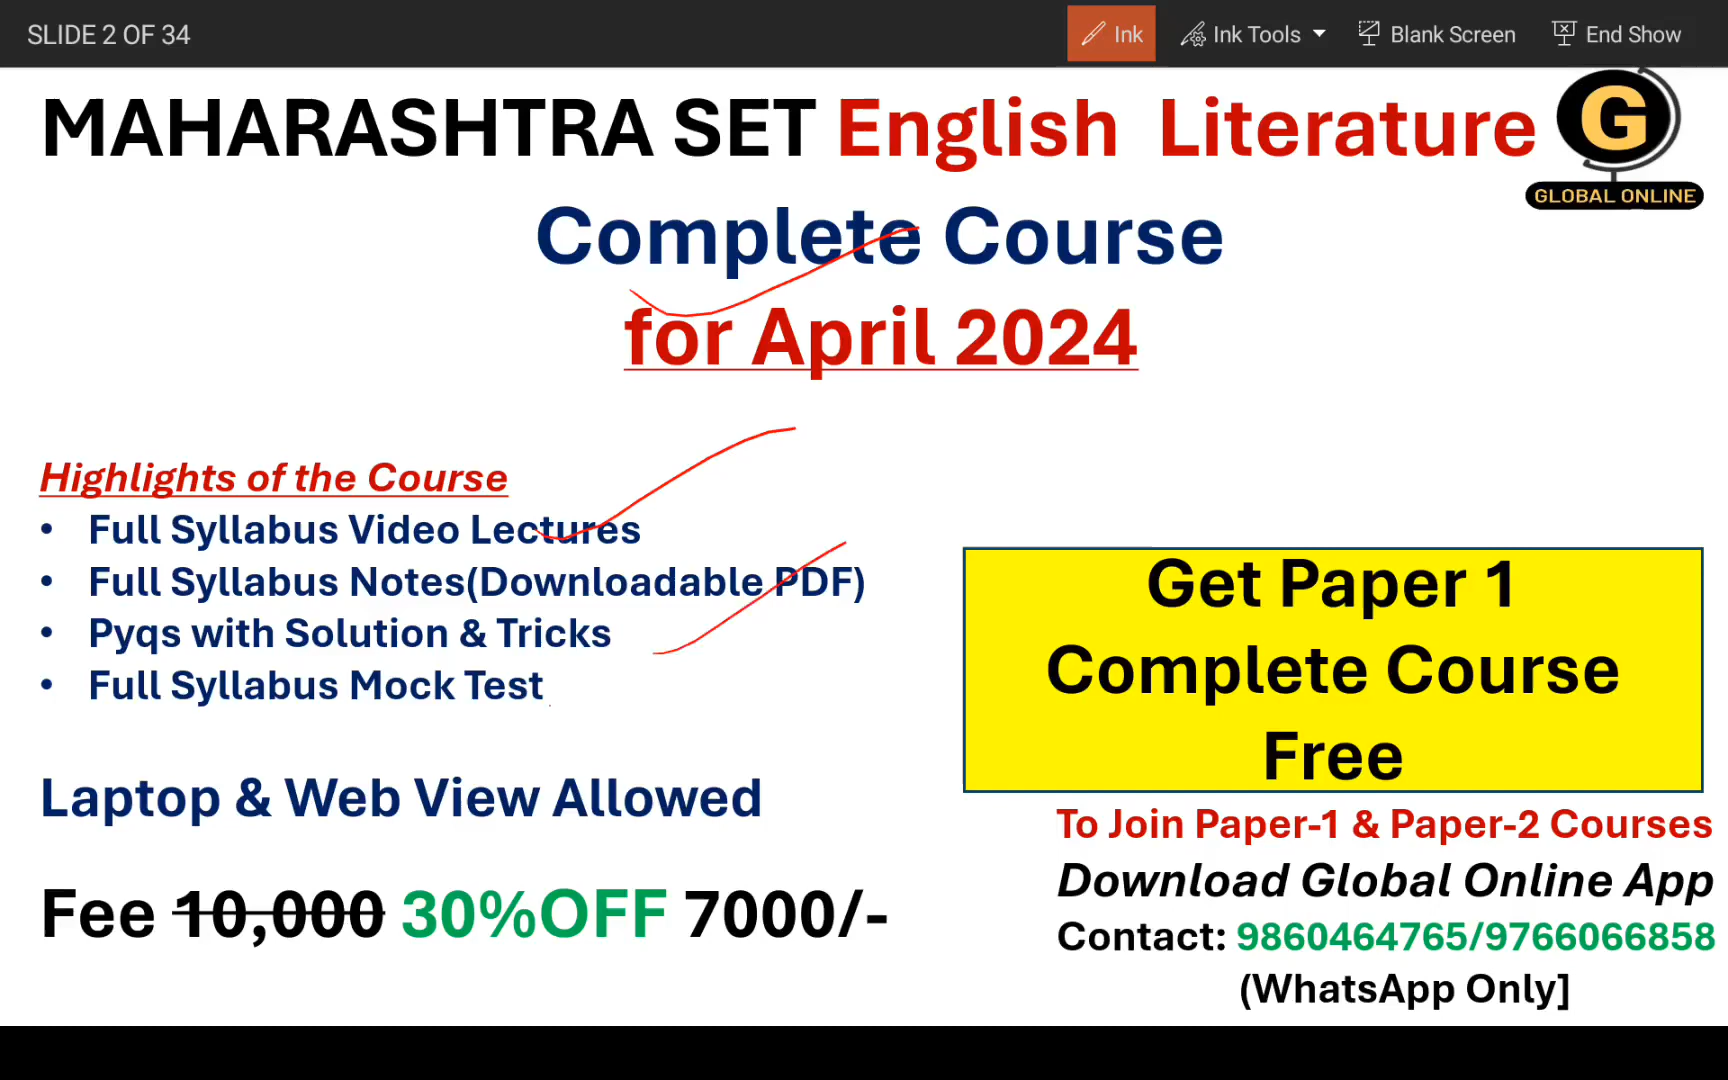 SLIDE 2 OF 34
Ink
Ink Tools
Blank Screen
End Show
MAHARASHTRA SET English Literature
G
GLOBAL ONLINE
Complete Course
for April 2024
Highlights of the Course
• Full Syllabus Video Lectures
• Full Syllabus Notes(Downloadable PDF)
• Pyqs with Solution & Tricks
• Full Syllabus Mock Test
Laptop & Web View Allowed
Fee 10,000 30%OFF 7000/-
Get Paper 1
Complete Course
Free
To Join Paper-1 & Paper-2 Courses
Download Global Online App
Contact: 9860464765/9766066858
(WhatsApp Only]